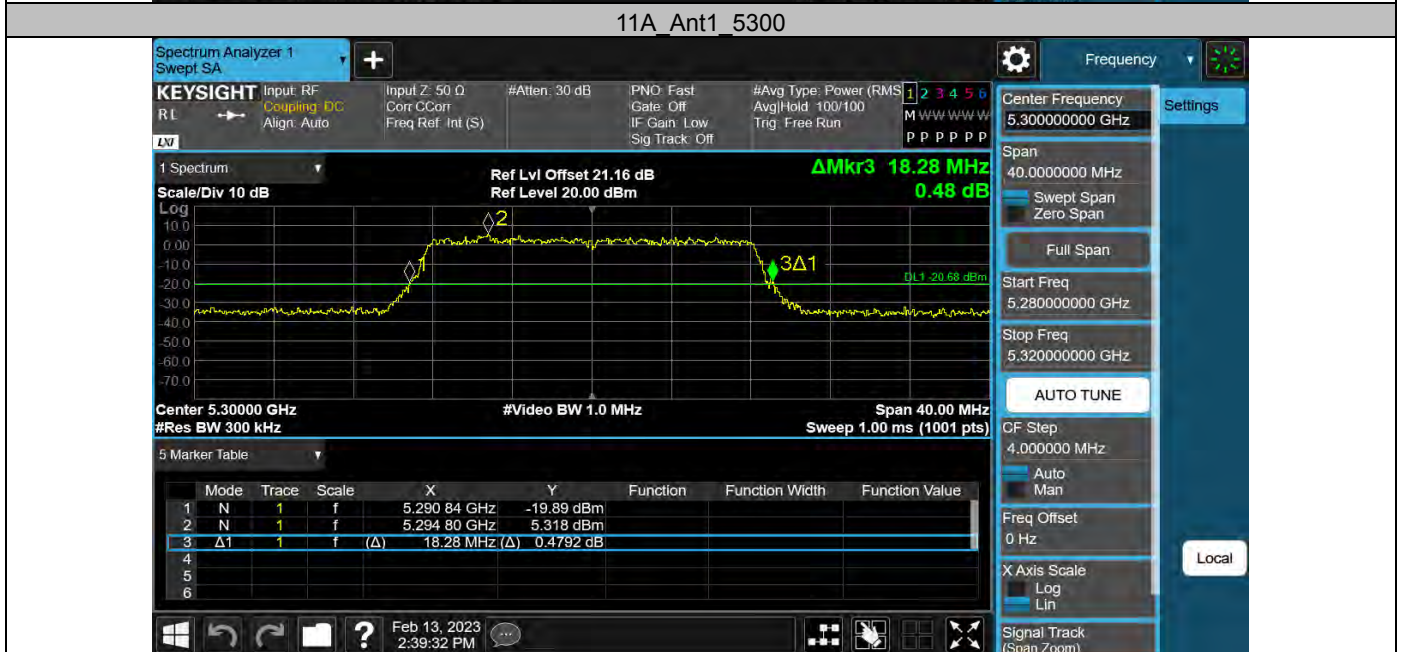 11A_Ant1_5300
Spectrum Analyzer 1
Swept SA
Frequency
KEYSIGHT
RL
LXI
Input: RF
Coupling: DC
Align: Auto
Input Z: 50 Ω
Corr CCorr
Freq Ref: Int (S)
#Atten: 30 dB
PNO: Fast
Gate: Off
IF Gain: Low
Sig Track: Off
#Avg Type: Power (RMS
Avg|Hold: 100/100
Trig: Free Run
1 2 3 4 5 6
M W W W W W
P P P P P P
1 Spectrum
Scale/Div 10 dB
Ref Lvl Offset 21.16 dB
Ref Level 20.00 dBm
ΔMkr3 18.28 MHz
0.48 dB
Log
10.0
0.00
-10.0
-20.0
-30.0
-40.0
-50.0
-60.0
-70.0
1
2
3Δ1
DL1 -20.68 dBm
Center 5.30000 GHz
#Video BW 1.0 MHz
Span 40.00 MHz
#Res BW 300 kHz
Sweep 1.00 ms (1001 pts)
5 Marker Table
Mode Trace Scale X Y Function Function Width Function Value
1 N 1 f 5.290 84 GHz -19.89 dBm
2 N 1 f 5.294 80 GHz 5.318 dBm
3 Δ1 1 f (Δ) 18.28 MHz (Δ) 0.4792 dB
4
5
6
?
Feb 13, 2023
2:39:32 PM
Center Frequency
5.300000000 GHz
Settings
Span
40.0000000 MHz
Swept Span
Zero Span
Full Span
Start Freq
5.280000000 GHz
Stop Freq
5.320000000 GHz
AUTO TUNE
CF Step
4.000000 MHz
Auto
Man
Freq Offset
0 Hz
X Axis Scale
Log
Lin
Local
Signal Track
(Span Zoom)